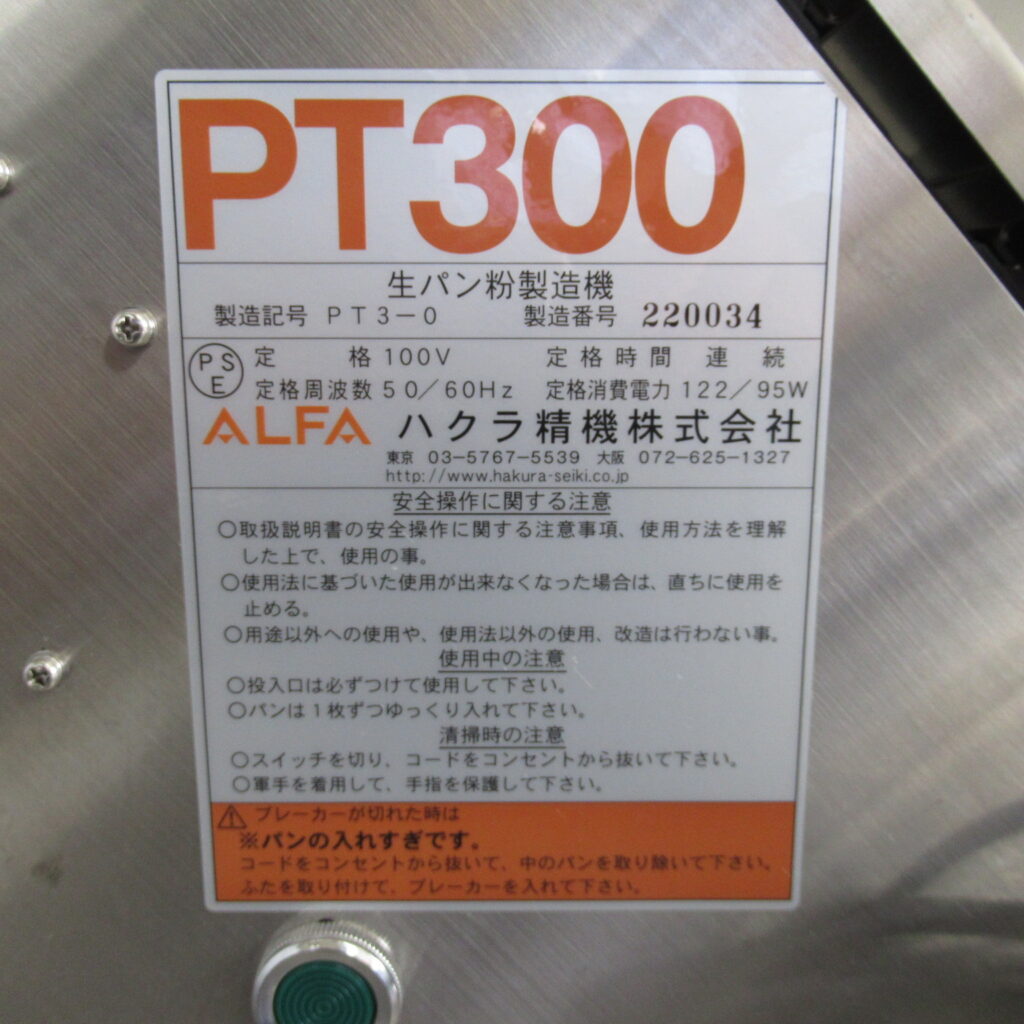 PT300
生パン粉製造機
製造記号 PT3-0 製造番号 220034
PSE 定格 100V 定格時間 連続
定格周波数 50/60Hz 定格消費電力 122/95W
ALFA ハクラ精機株式会社
東京 03-5767-5539 大阪 072-625-1327
http://www.hakura-seiki.co.jp
安全操作に関する注意
○取扱説明書の安全操作に関する注意事項、使用方法を理解
した上で、使用の事。
○使用法に基づいた使用が出来なくなった場合は、直ちに使用を
止める。
○用途以外への使用や、使用法以外の使用、改造は行わない事。
使用中の注意
○投入口は必ずつけて使用して下さい。
○パンは1枚ずつゆっくり入れて下さい。
清掃時の注意
○スイッチを切り、コードをコンセントから抜いて下さい。
○軍手を着用して、手指を保護して下さい。
⚠ブレーカーが切れた時は
※パンの入れすぎです。
コードをコンセントから抜いて、中のパンを取り除いて下さい。
ふたを取り付けて、ブレーカーを入れて下さい。